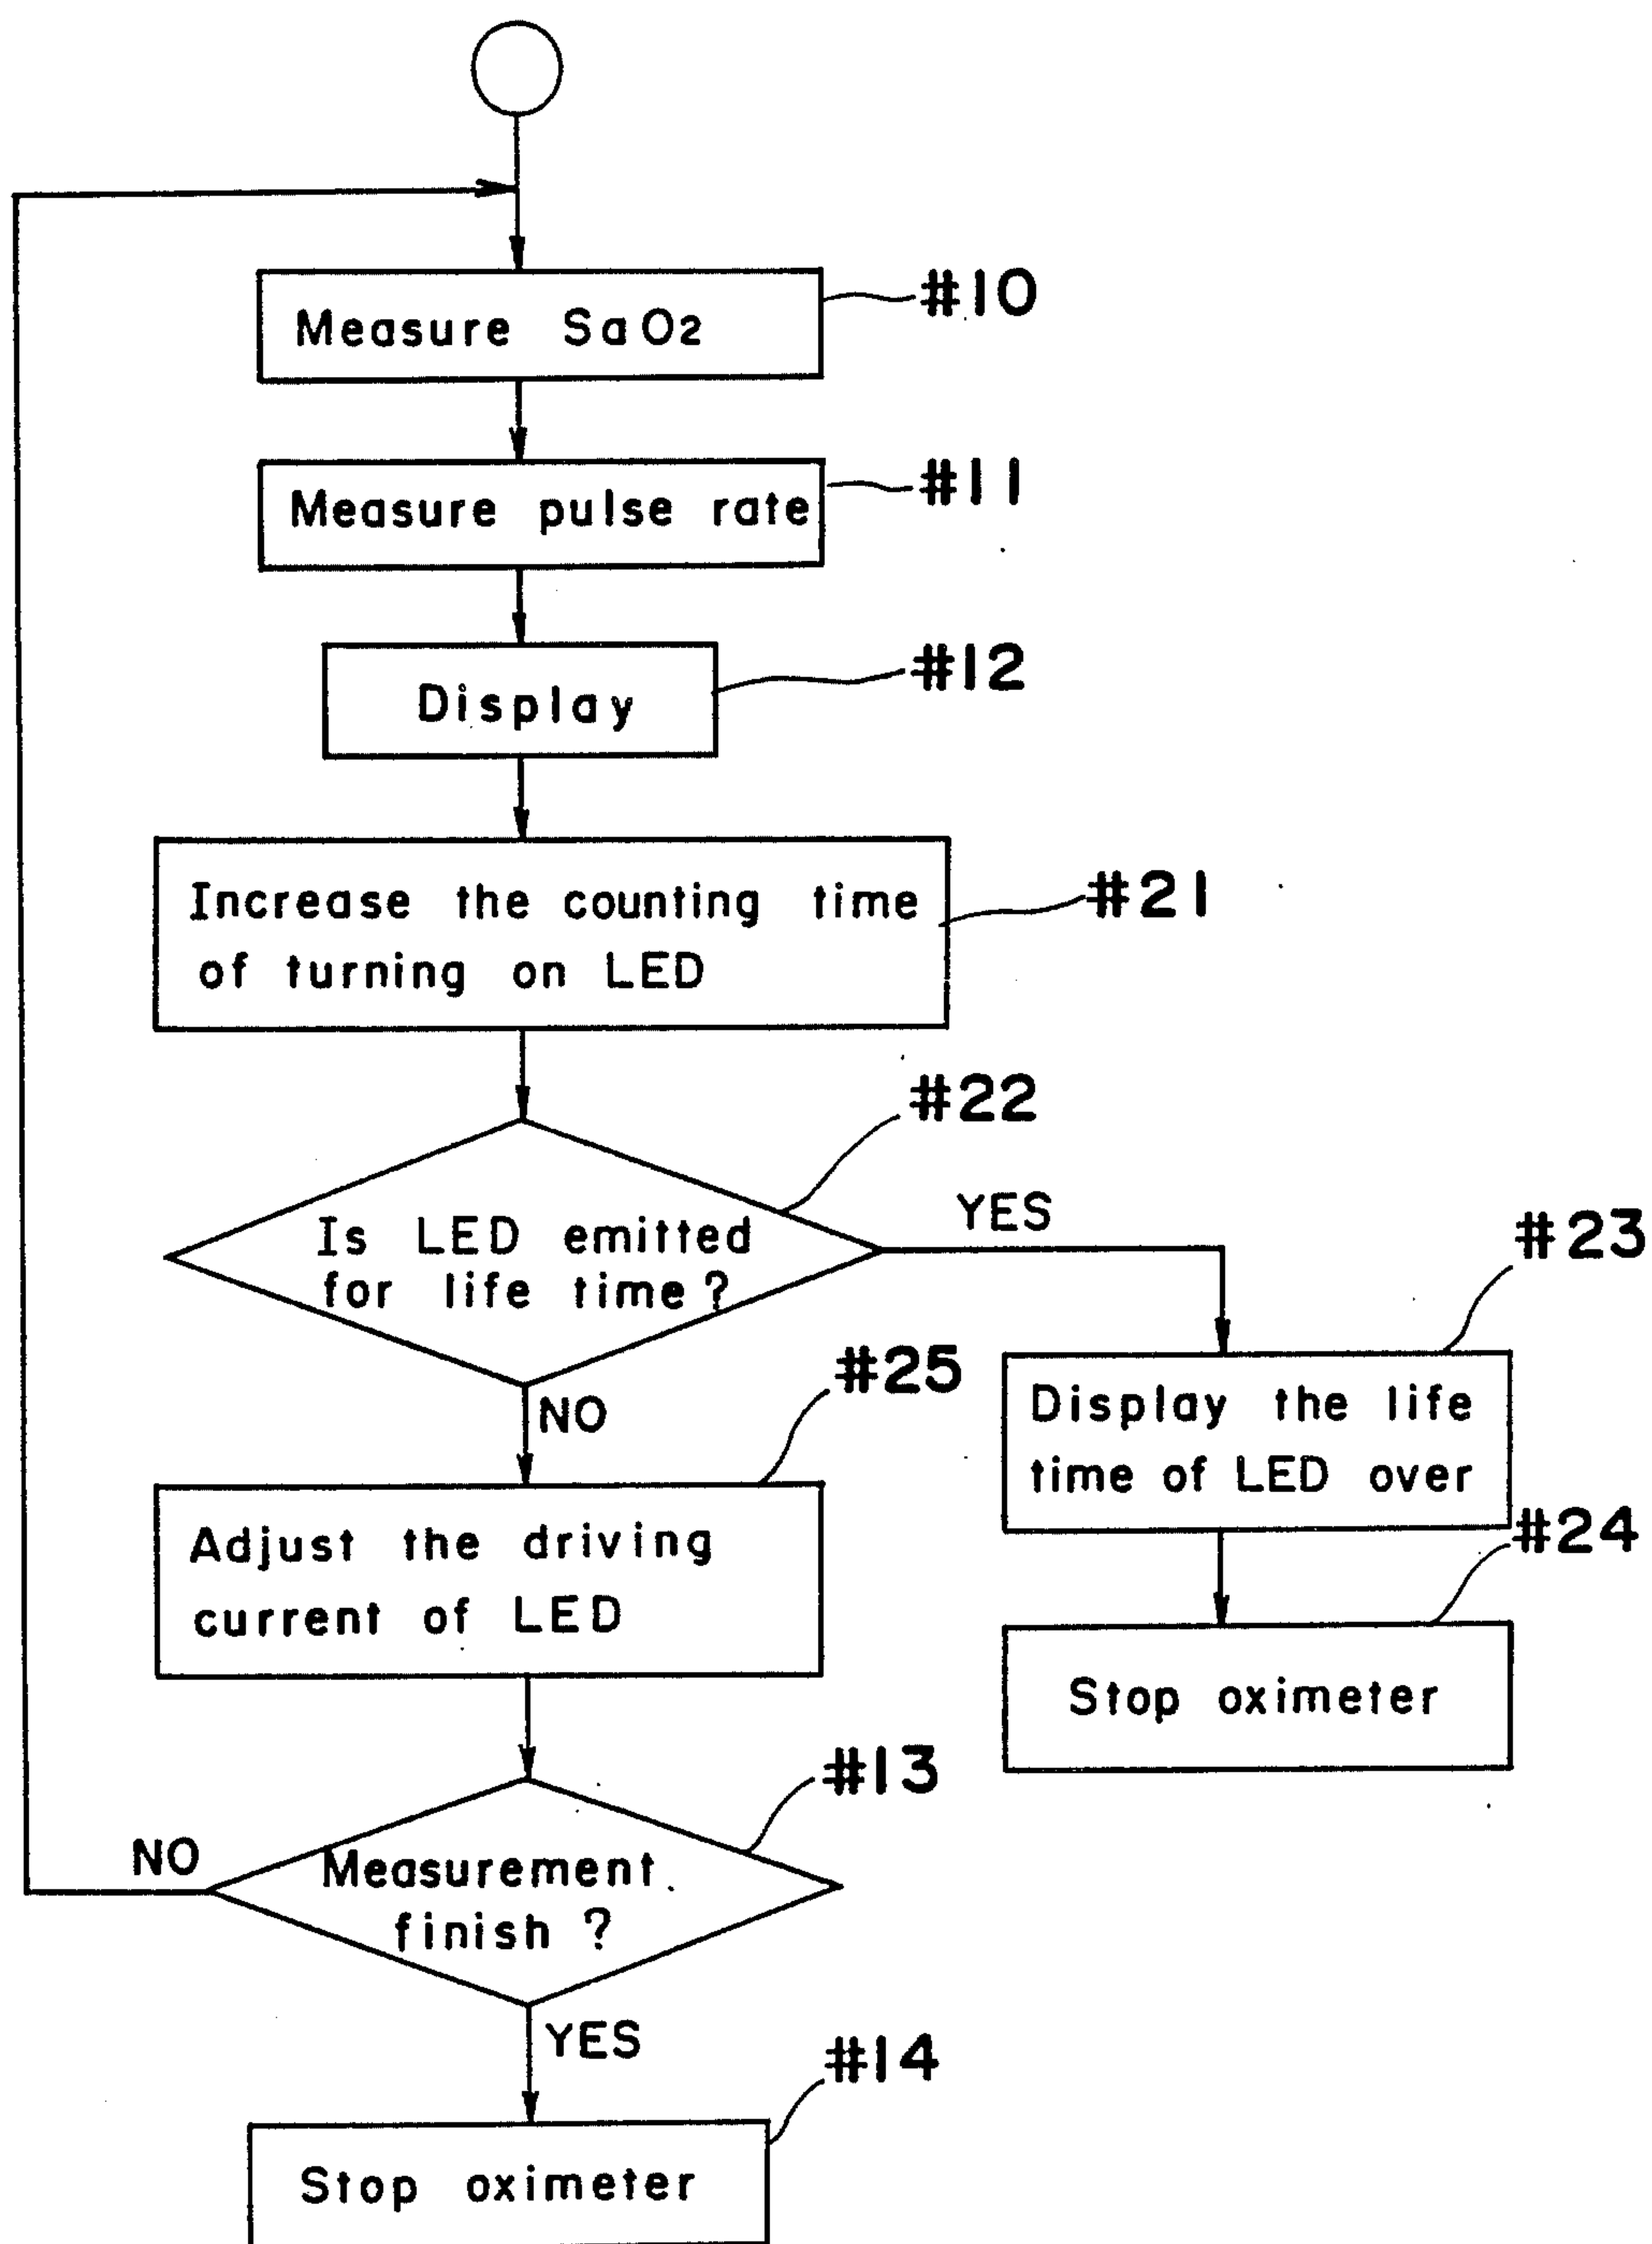 #10
Measure SaO2
#11
Measure pulse rate
#12
Display
#21
Increase the counting time
of turning on LED
#22
YES
Is LED emitted
for life time?
#23
NO
#25
Display the life
time of LED over
#24
Adjust the driving
current of LED
Stop oximeter
#13
NO
Measurement
finish ?
YES
#14
Stop oximeter